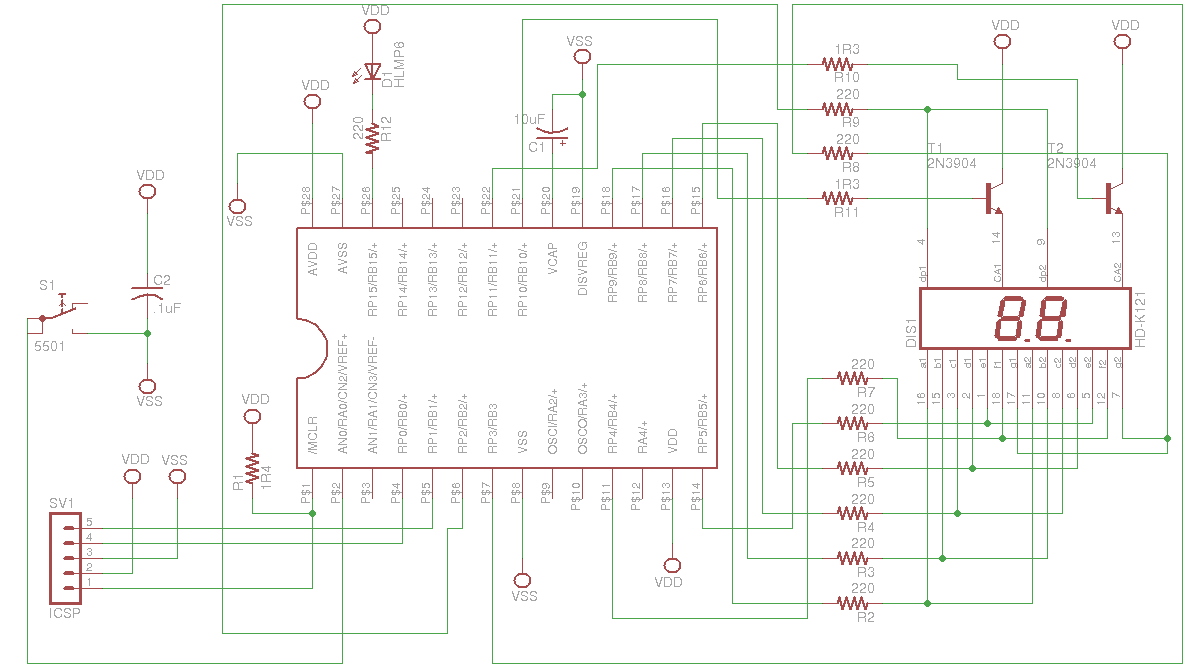 VDD
HLMP6
D1
VDD
220
R12
VSS
10uF
C1
+
1R3
R10
220
R9
220
R8
1R3
R11
VDD
VDD
T1
2N3904
T2
2N3904
VSS
VDD
C2
.1uF
VSS
S1
5501
P$28
P$27
P$26
P$25
P$24
P$23
P$22
P$21
P$20
P$19
P$18
P$17
P$16
P$15
AVDD
AVSS
RP15/RB15/+
RP14/RB14/+
RP13/RB13/+
RP12/RB12/+
RP11/RB11/+
RP10/RB10/+
VCAP
DISVREG
RP9/RB9/+
RP8/RB8/+
RP7/RB7/+
RP6/RB6/+
/MCLR
AN0/RA0/CN2/VREF+
AN1/RA1/CN3/VREF-
RP0/RB0/+
RP1/RB1/+
RP2/RB2/+
RP3/RB3
VSS
OSCI/RA2/+
OSCO/RA3/+
RP4/RB4/+
RA4/+
VDD
RP5/RB5/+
P$1
P$2
P$3
P$4
P$5
P$6
P$7
P$8
P$9
P$10
P$11
P$12
P$13
P$14
4
14
9
13
dp1
CA1
dp2
CA2
DIS1
8.8.
HD-K121
a1
b1
c1
d1
e1
f1
g1
a2
b2
c2
d2
e2
f2
g2
16
15
3
2
1
18
17
11
10
8
6
5
12
7
220
R7
220
R6
220
R5
220
R4
220
R3
220
R2
VDD
R1
1R4
VDD
VSS
SV1
5
4
3
2
1
ICSP
VSS
VDD